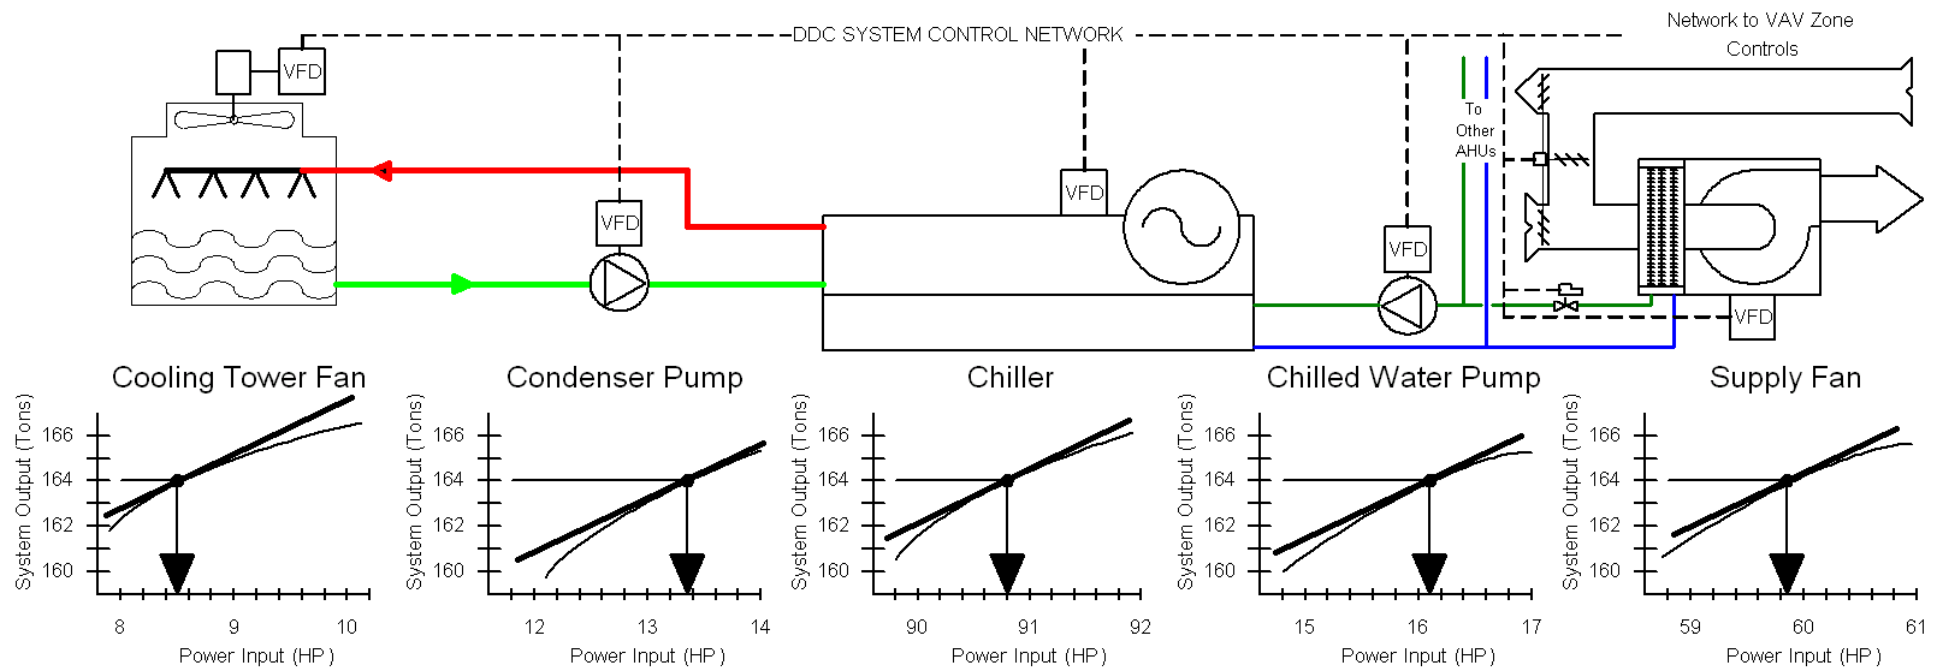 Network to VAV Zone
Controls
DDC SYSTEM CONTROL NETWORK
VFD
VFD
VFD
VFD
VFD
To
Other
AHUs
Cooling Tower Fan
System Output (Tons)
166
164
162
160
8 9 10
Power Input (HP)
Condenser Pump
System Output (Tons)
166
164
162
160
12 13 14
Power Input (HP)
Chiller
System Output (Tons)
166
164
162
160
90 91 92
Power Input (HP)
Chilled Water Pump
System Output (Tons)
166
164
162
160
15 16 17
Power Input (HP)
Supply Fan
System Output (Tons)
166
164
162
160
59 60 61
Power Input (HP)